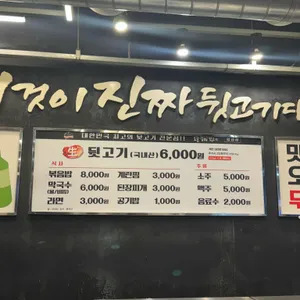 이것이 진짜 뒷고기다
生 뒷고기 (국내산) 6,000원
식사
볶음밥 8,000원 계란찜 3,000원 소주 5,000원
막국수 6,000원 된장찌개 3,000원 맥주 5,000원
라면 3,000원 공기밥 1,000원 음료수 2,000원
맛